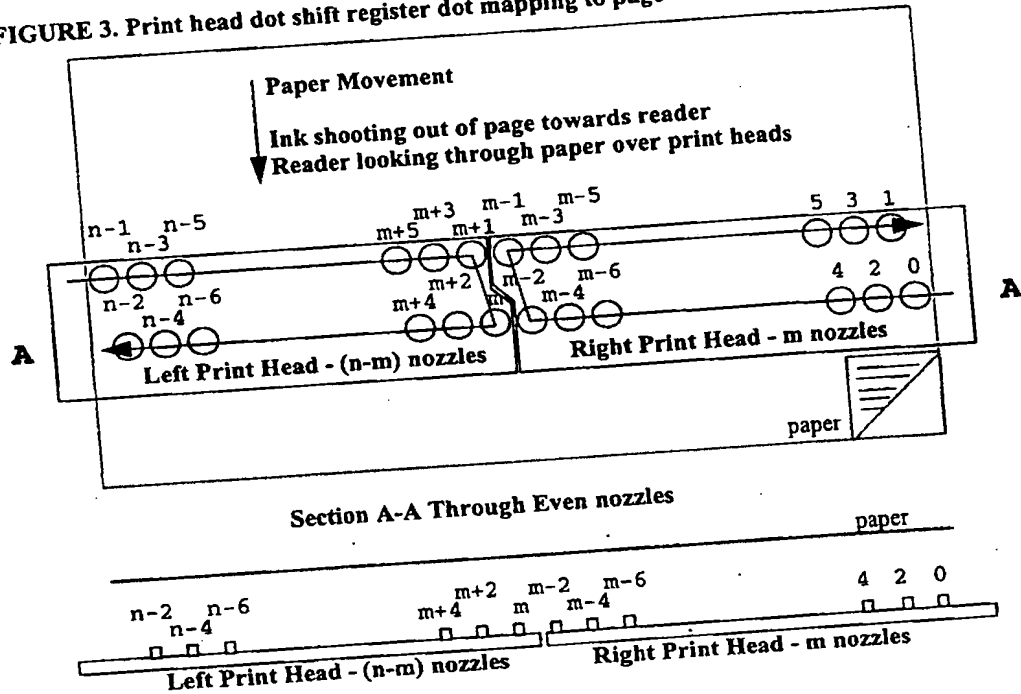 FIGURE 3. Print head dot shift register dot mapping to page
Paper Movement
Ink shooting out of page towards reader
Reader looking through paper over print heads
n-1 n-3 n-5
m+5 m+3 m+1
m-1 m-3 m-5
5 3 1
n-2 n-4 n-6
m+4 m+2 m
m-2 m-4 m-6
4 2 0
A
A
Left Print Head - (n-m) nozzles
Right Print Head - m nozzles
paper
Section A-A Through Even nozzles
paper
n-2 n-4 n-6
m+4 m+2 m
m-2 m-4 m-6
4 2 0
Left Print Head - (n-m) nozzles
Right Print Head - m nozzles